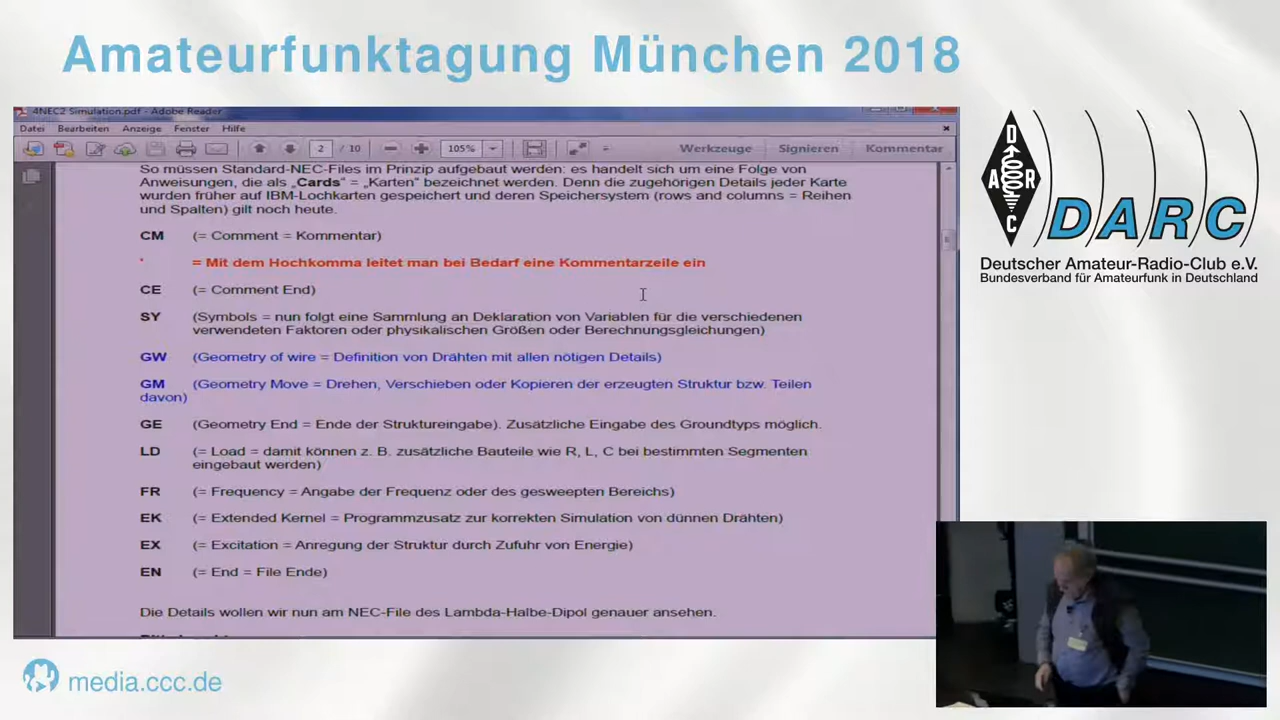 Amateurfunktagung München 2018
4NEC2 Simulation.pdf - Adobe Reader
Datei Bearbeiten Anzeige Fenster Hilfe
2 / 10 105% Werkzeuge Signieren Kommentar
So müssen Standard-NEC-Files im Prinzip aufgebaut werden: es handelt sich um eine Folge von
Anweisungen, die als „Cards“ = „Karten“ bezeichnet werden. Denn die zugehörigen Details jeder Karte
wurden früher auf IBM-Lochkarten gespeichert und deren Speichersystem (rows and columns = Reihen
und Spalten) gilt noch heute.
CM (= Comment = Kommentar)
' = Mit dem Hochkomma leitet man bei Bedarf eine Kommentarzeile ein
CE (= Comment End)
SY (Symbols = nun folgt eine Sammlung an Deklaration von Variablen für die verschiedenen
verwendeten Faktoren oder physikalischen Größen oder Berechnungsgleichungen)
GW (Geometry of wire = Definition von Drähten mit allen nötigen Details)
GM (Geometry Move = Drehen, Verschieben oder Kopieren der erzeugten Struktur bzw. Teilen
davon)
GE (Geometry End = Ende der Struktureingabe). Zusätzliche Eingabe des Groundtyps möglich.
LD (= Load = damit können z. B. zusätzliche Bauteile wie R, L, C bei bestimmten Segmenten
eingebaut werden)
FR (= Frequency = Angabe der Frequenz oder des gesweepten Bereichs)
EK (= Extended Kernel = Programmzusatz zur korrekten Simulation von dünnen Drähten)
EX (= Excitation = Anregung der Struktur durch Zufuhr von Energie)
EN (= End = File Ende)
Die Details wollen wir nun am NEC-File des Lambda-Halbe-Dipol genauer ansehen.
D
A R
C
DARC
Deutscher Amateur-Radio-Club e.V.
Bundesverband für Amateurfunk in Deutschland
media.ccc.de